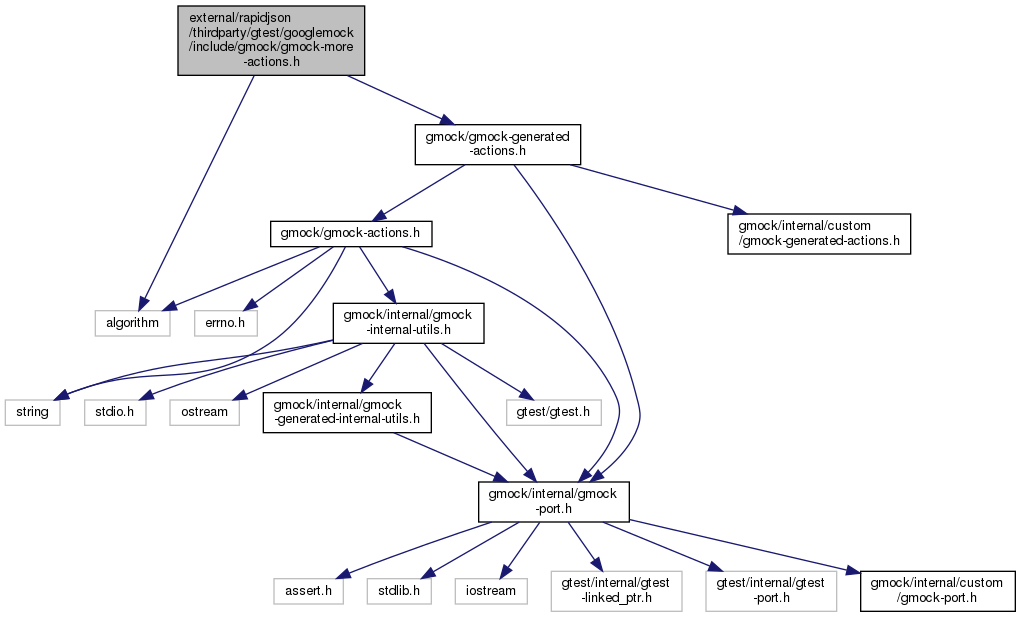 external/rapidjson
/thirdparty/gtest/googlemock
/include/gmock/gmock-more
-actions.h
gmock/gmock-generated
-actions.h
gmock/gmock-actions.h
gmock/internal/custom
/gmock-generated-actions.h
algorithm
errno.h
gmock/internal/gmock
-internal-utils.h
string
stdio.h
ostream
gmock/internal/gmock
-generated-internal-utils.h
gtest/gtest.h
gmock/internal/gmock
-port.h
assert.h
stdlib.h
iostream
gtest/internal/gtest
-linked_ptr.h
gtest/internal/gtest
-port.h
gmock/internal/custom
/gmock-port.h